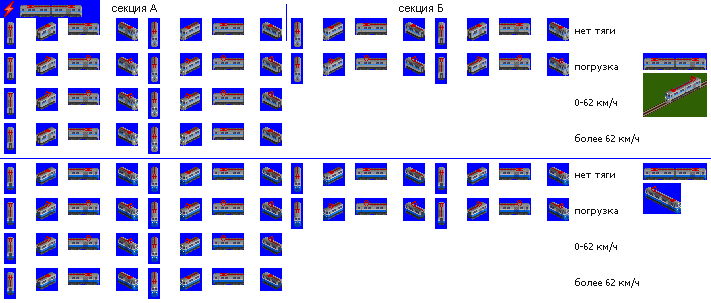 секция А
секция Б
нет тяги
погрузка
0-62 км/ч
более 62 км/ч
нет тяги
погрузка
0-62 км/ч
более 62 км/ч